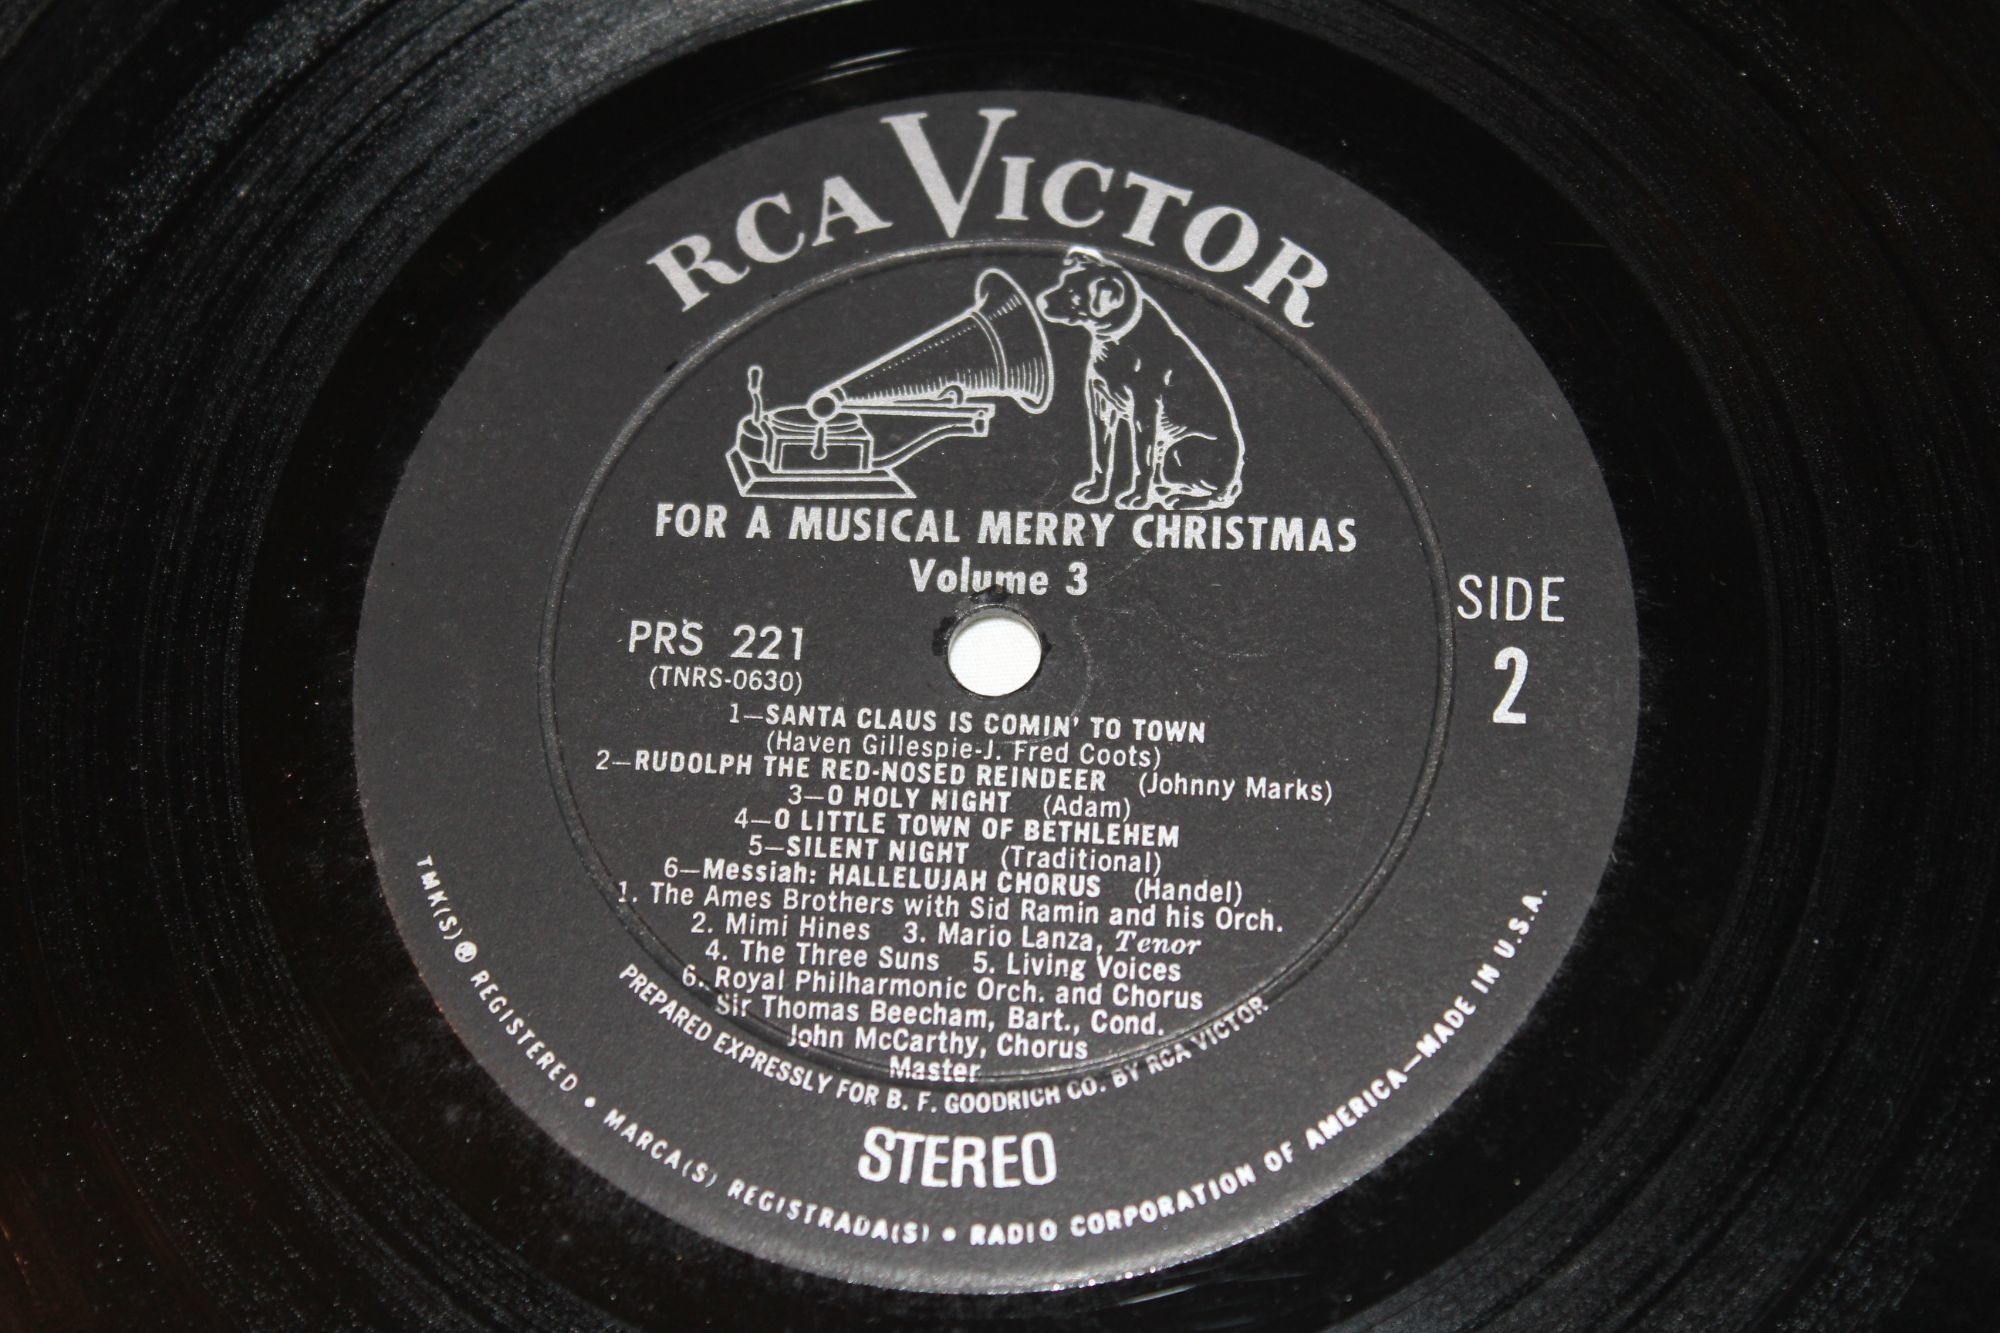 RCA VICTOR
FOR A MUSICAL MERRY CHRISTMAS
Volume 3
SIDE
2
PRS 221
(TNRS-0630)
1—SANTA CLAUS IS COMIN' TO TOWN
(Haven Gillespie-J. Fred Coots)
2—RUDOLPH THE RED-NOSED REINDEER (Johnny Marks)
3—O HOLY NIGHT (Adam)
4—O LITTLE TOWN OF BETHLEHEM
5—SILENT NIGHT (Traditional)
6—Messiah: HALLELUJAH CHORUS (Handel)
1. The Ames Brothers with Sid Ramin and his Orch.
2. Mimi Hines 3. Mario Lanza, Tenor
4. The Three Suns 5. Living Voices
6. Royal Philharmonic Orch. and Chorus
Sir Thomas Beecham, Bart., Cond.
John McCarthy, Chorus
Master
PREPARED EXPRESSLY FOR B. F. GOODRICH CO. BY RCA VICTOR
STEREO
TMK(S) ® REGISTERED • MARCA(S) REGISTRADA(S) • RADIO CORPORATION OF AMERICA—MADE IN U.S.A.